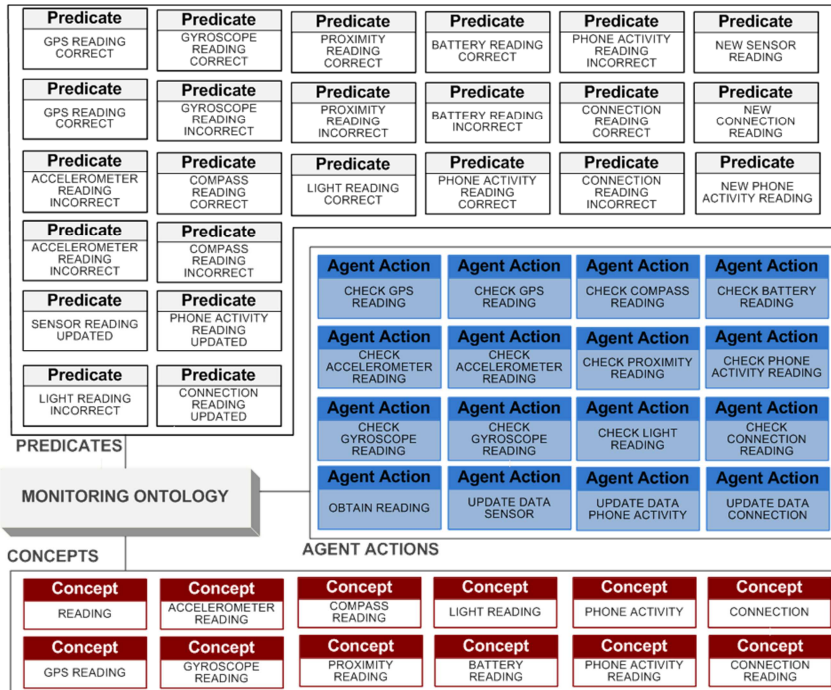 Predicate
GPS READING
CORRECT
Predicate
GYROSCOPE
READING
CORRECT
Predicate
PROXIMITY
READING
CORRECT
Predicate
BATTERY READING
CORRECT
Predicate
PHONE ACTIVITY
READING
INCORRECT
Predicate
NEW SENSOR
READING
Predicate
GPS READING
CORRECT
Predicate
GYROSCOPE
READING
INCORRECT
Predicate
PROXIMITY
READING
INCORRECT
Predicate
BATTERY READING
INCORRECT
Predicate
CONNECTION
READING
CORRECT
Predicate
NEW
CONNECTION
READING
Predicate
ACCELEROMETER
READING
INCORRECT
Predicate
COMPASS
READING
CORRECT
Predicate
LIGHT READING
CORRECT
Predicate
PHONE ACTIVITY
READING
CORRECT
Predicate
CONNECTION
READING
INCORRECT
Predicate
NEW PHONE
ACTIVITY READING
Predicate
ACCELEROMETER
READING
INCORRECT
Predicate
COMPASS
READING
INCORRECT
Predicate
SENSOR READING
UPDATED
Predicate
PHONE ACTIVITY
READING
UPDATED
Predicate
LIGHT READING
INCORRECT
Predicate
CONNECTION
READING
UPDATED
PREDICATES
Agent Action
CHECK GPS
READING
Agent Action
CHECK GPS
READING
Agent Action
CHECK COMPASS
READING
Agent Action
CHECK BATTERY
READING
Agent Action
CHECK
ACCELEROMETER
READING
Agent Action
CHECK
ACCELEROMETER
READING
Agent Action
CHECK PROXIMITY
READING
Agent Action
CHECK PHONE
ACTIVITY READING
Agent Action
CHECK
GYROSCOPE
READING
Agent Action
CHECK
GYROSCOPE
READING
Agent Action
CHECK LIGHT
READING
Agent Action
CHECK
CONNECTION
READING
Agent Action
OBTAIN READING
Agent Action
UPDATE DATA
SENSOR
Agent Action
UPDATE DATA
PHONE ACTIVITY
Agent Action
UPDATE DATA
CONNECTION
AGENT ACTIONS
MONITORING ONTOLOGY
CONCEPTS
Concept
READING
Concept
ACCELEROMETER
READING
Concept
COMPASS
READING
Concept
LIGHT READING
Concept
PHONE ACTIVITY
Concept
CONNECTION
Concept
GPS READING
Concept
GYROSCOPE
READING
Concept
PROXIMITY
READING
Concept
BATTERY
READING
Concept
PHONE ACTIVITY
READING
Concept
CONNECTION
READING